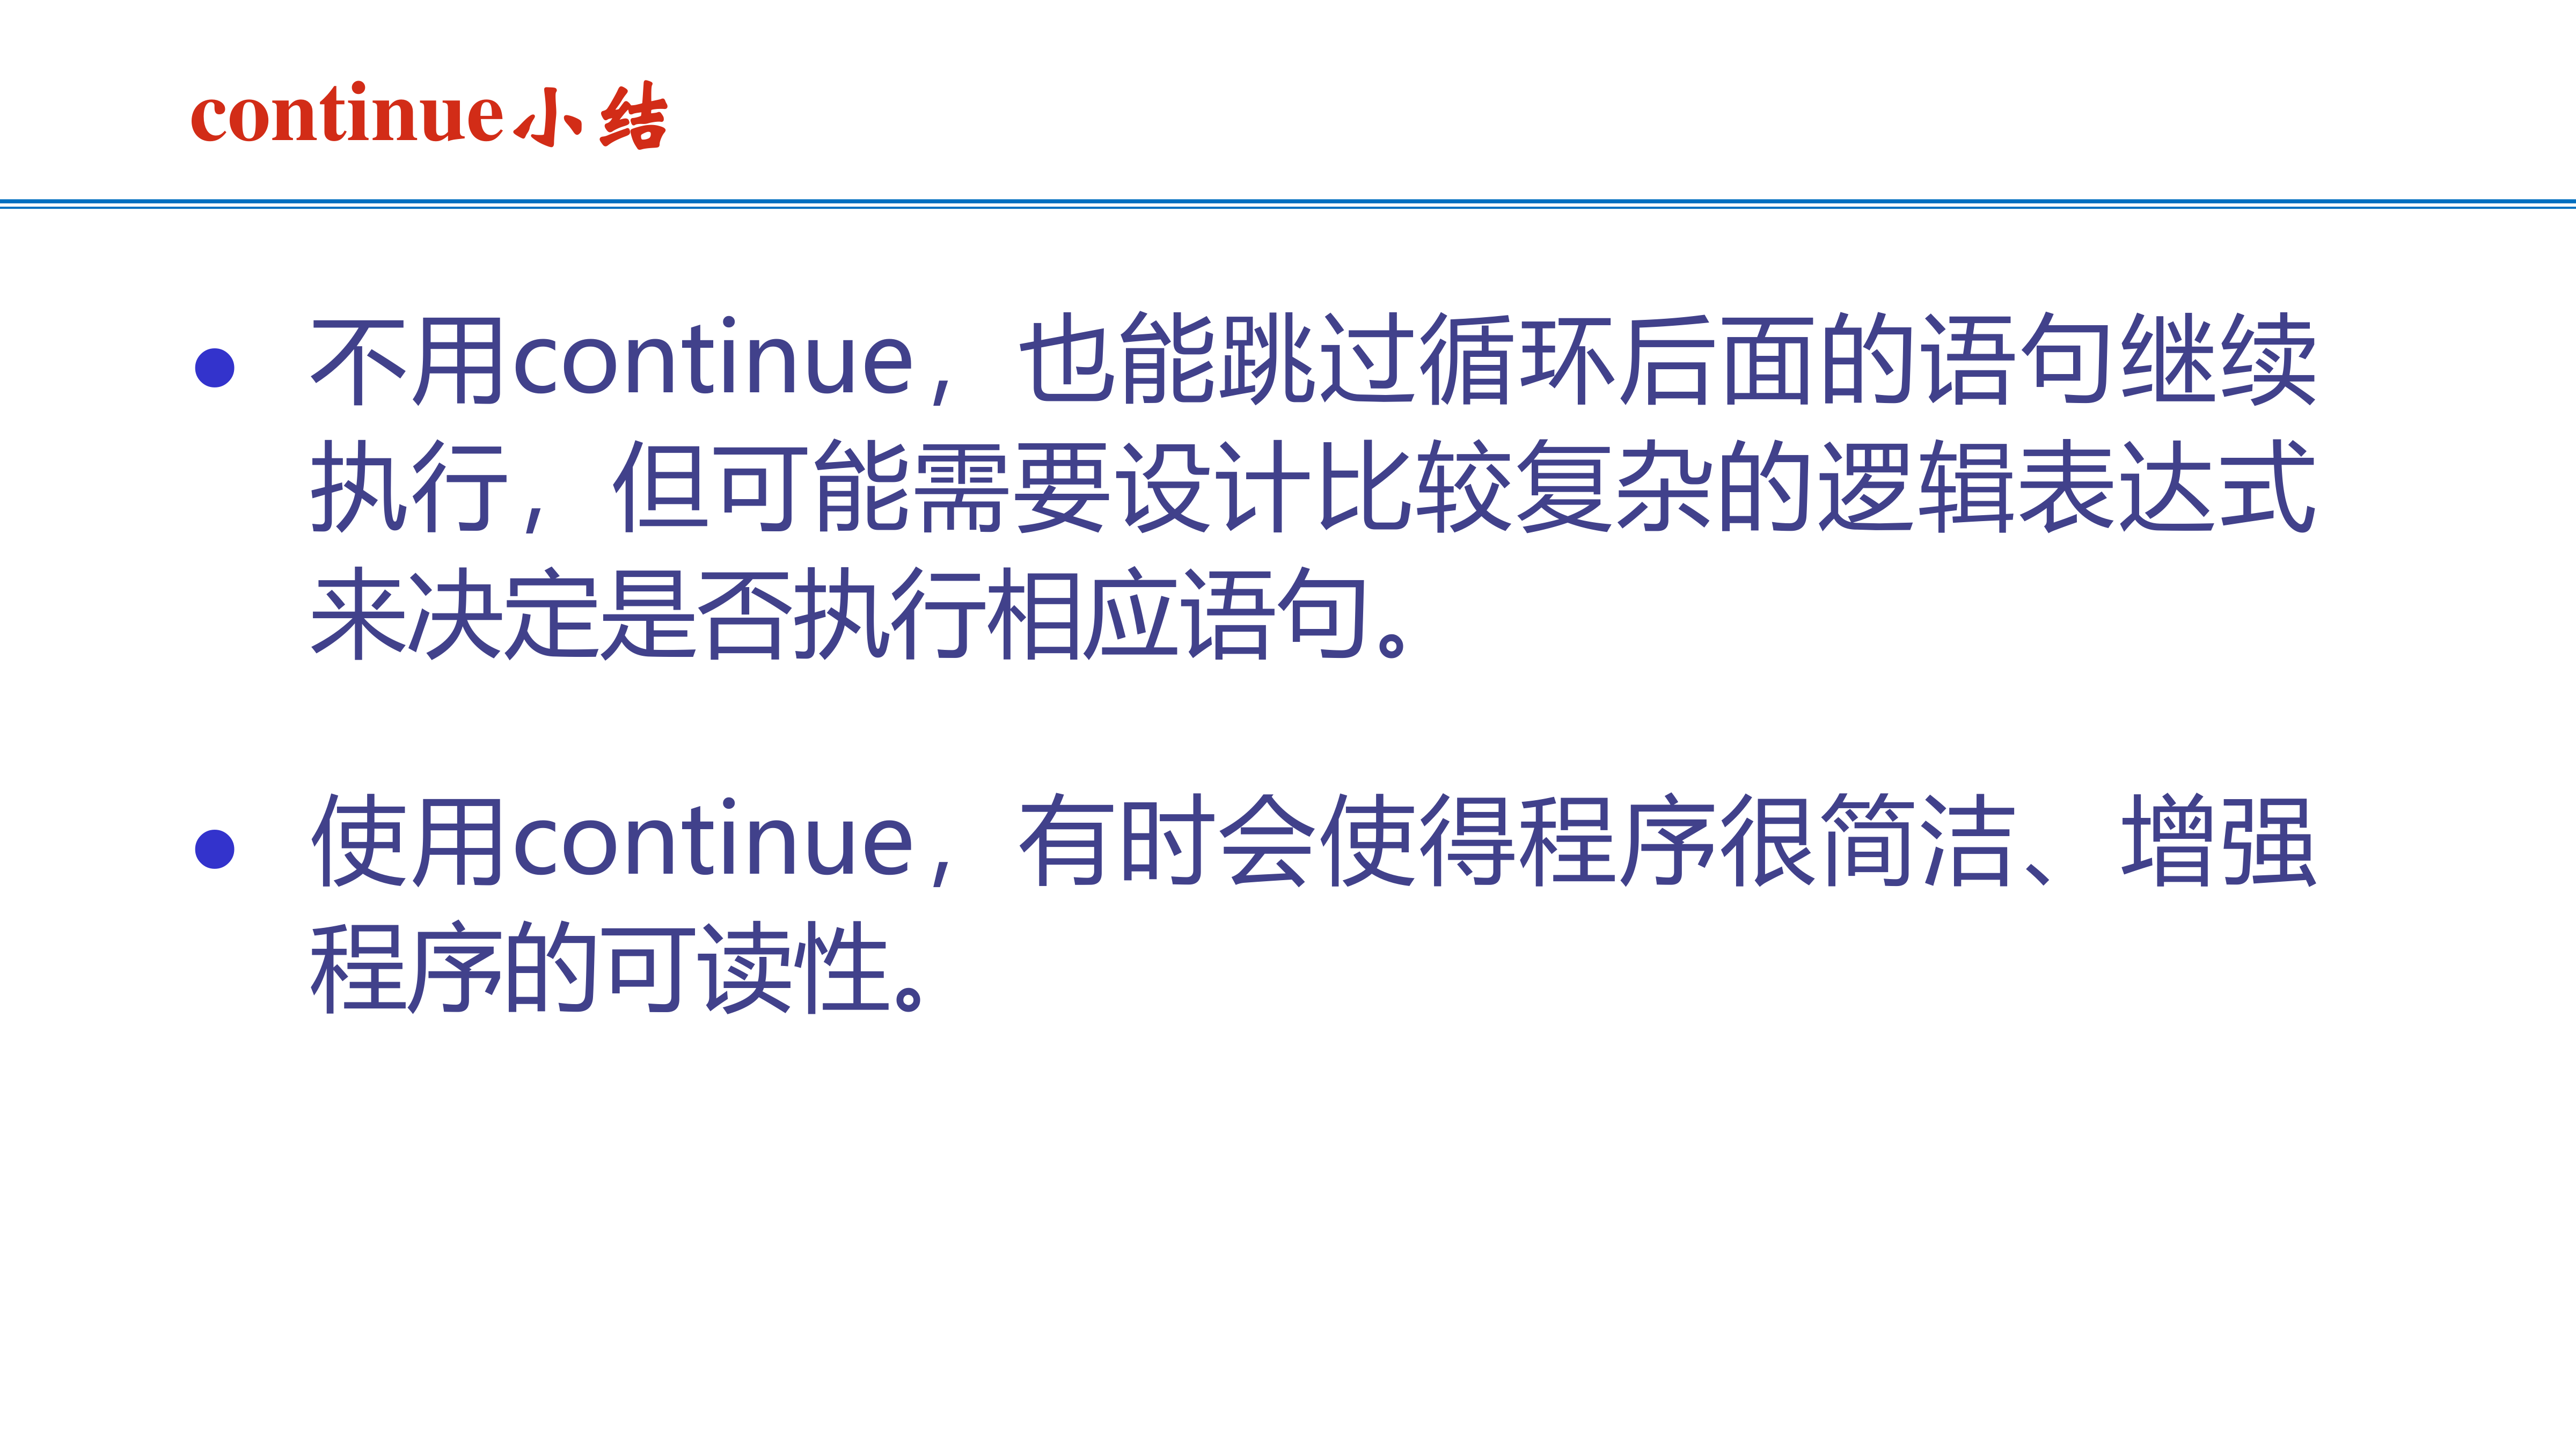 continue小结
不用continue，也能跳过循环后面的语句继续
执行，但可能需要设计比较复杂的逻辑表达式
来决定是否执行相应语句。
使用continue，有时会使得程序很简洁、增强
程序的可读性。